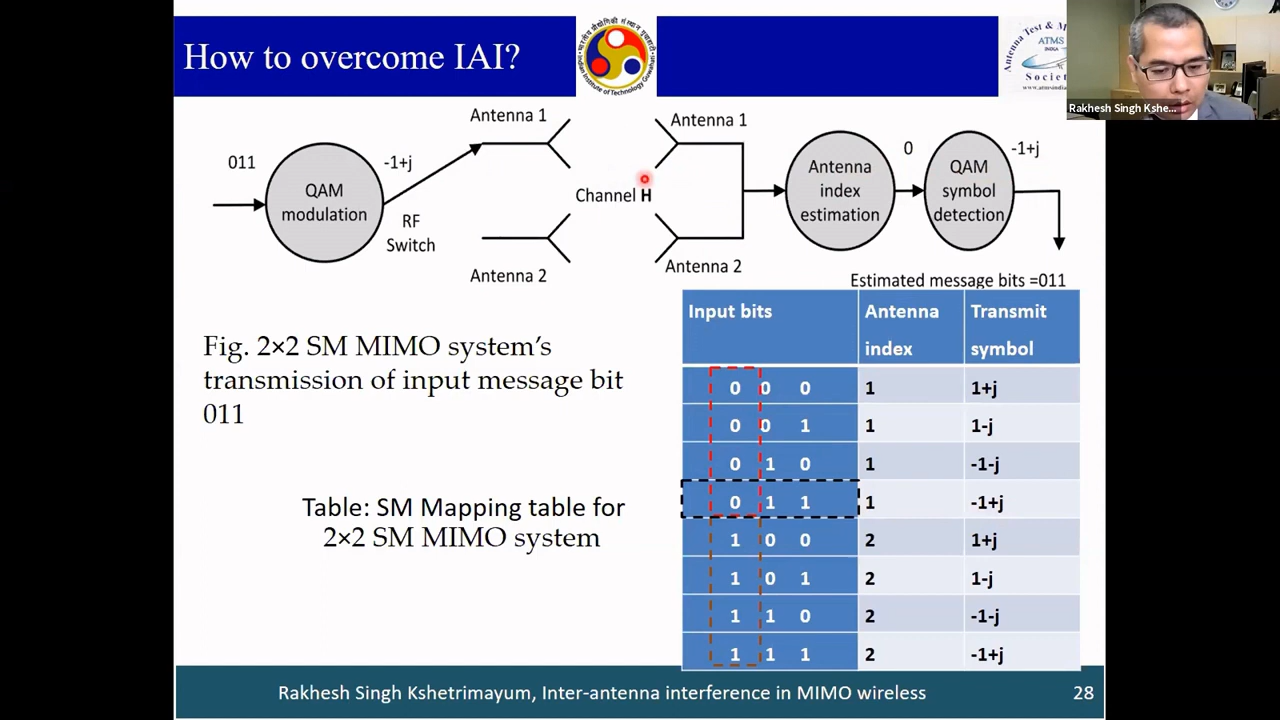 How to overcome IAI?
ATMS
INDIA
Society
Rakhesh Singh Kshe...
Antenna 1
Antenna 1
011
-1+j
QAM
modulation
RF
Switch
Channel H
Antenna 2
Antenna 2
Antenna
index
estimation
0
QAM
symbol
detection
-1+j
Estimated message bits =011
Fig. 2×2 SM MIMO system's
transmission of input message bit
011
Table: SM Mapping table for
2×2 SM MIMO system
Input bits Antenna index Transmit symbol
0 0 0 1 1+j
0 0 1 1 1-j
0 1 0 1 -1-j
0 1 1 1 -1+j
1 0 0 2 1+j
1 0 1 2 1-j
1 1 0 2 -1-j
1 1 1 2 -1+j
Rakhesh Singh Kshetrimayum, Inter-antenna interference in MIMO wireless 28